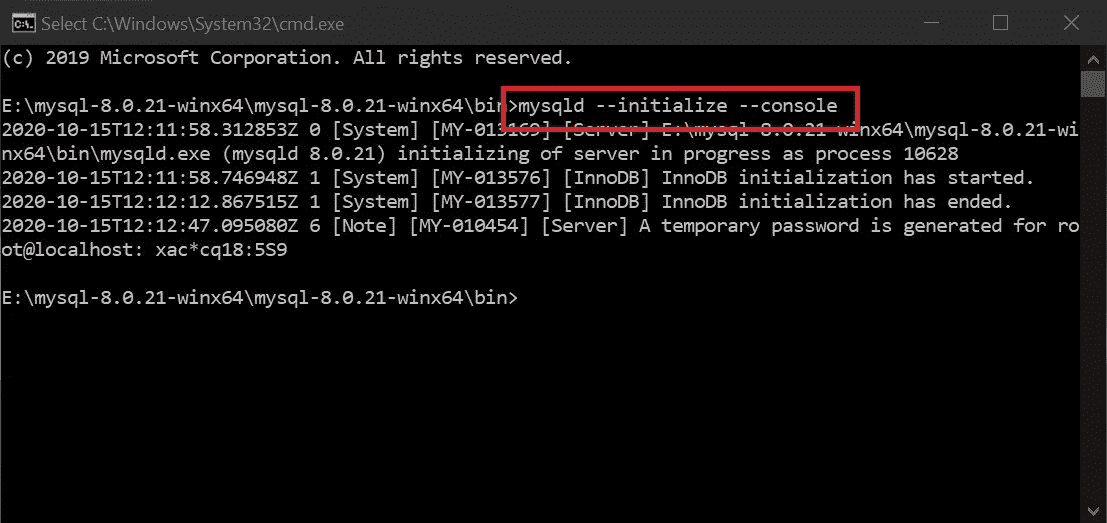 Select C:\Windows\System32\cmd.exe
(c) 2019 Microsoft Corporation. All rights reserved.
E:\mysql-8.0.21-winx64\mysql-8.0.21-winx64\bin>mysqld --initialize --console
2020-10-15T12:11:58.312853Z 0 [System] [MY-013169] [Server] E:\mysql-8.0.21-winx64\mysql-8.0.21-wi
nx64\bin\mysqld.exe (mysqld 8.0.21) initializing of server in progress as process 10628
2020-10-15T12:11:58.746948Z 1 [System] [MY-013576] [InnoDB] InnoDB initialization has started.
2020-10-15T12:12:12.867515Z 1 [System] [MY-013577] [InnoDB] InnoDB initialization has ended.
2020-10-15T12:12:47.095080Z 6 [Note] [MY-010454] [Server] A temporary password is generated for ro
ot@localhost: xac*cq18:5S9
E:\mysql-8.0.21-winx64\mysql-8.0.21-winx64\bin>